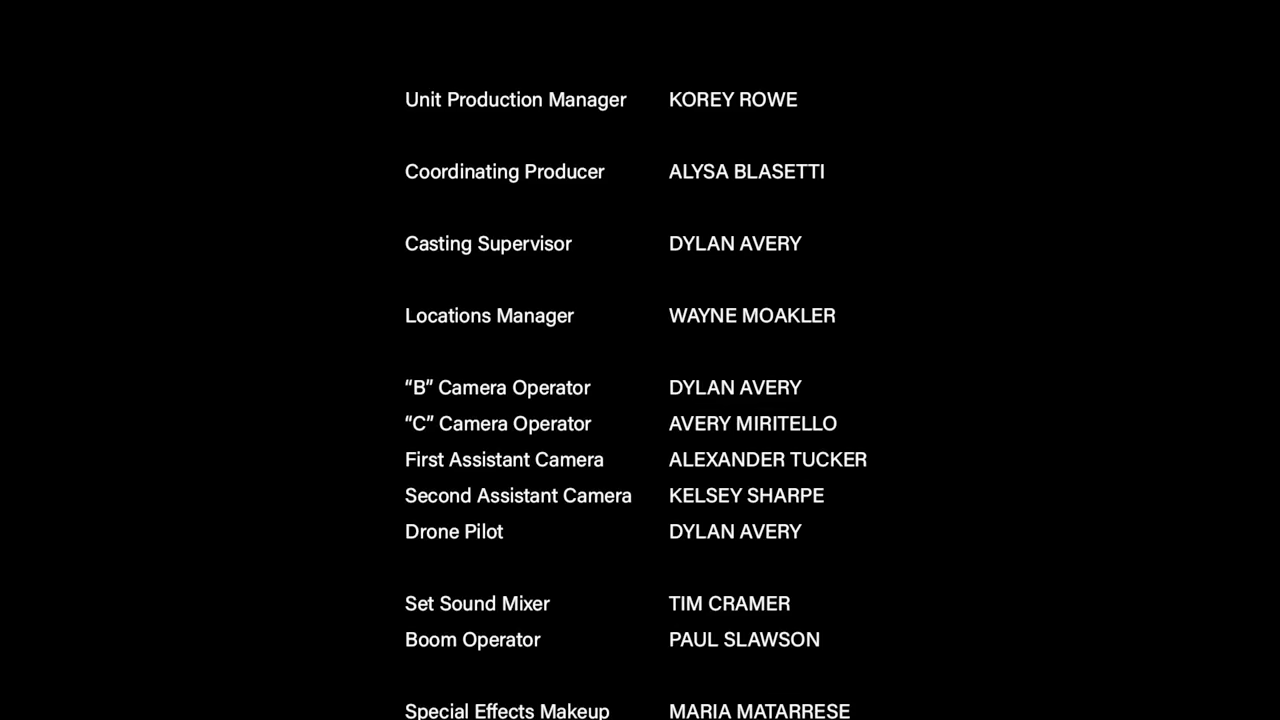 Unit Production Manager KOREY ROWE
Coordinating Producer ALYSA BLASETTI
Casting Supervisor DYLAN AVERY
Locations Manager WAYNE MOAKLER
“B” Camera Operator DYLAN AVERY
“C” Camera Operator AVERY MIRITELLO
First Assistant Camera ALEXANDER TUCKER
Second Assistant Camera KELSEY SHARPE
Drone Pilot DYLAN AVERY
Set Sound Mixer TIM CRAMER
Boom Operator PAUL SLAWSON
Special Effects Makeup MARIA MATARRESE